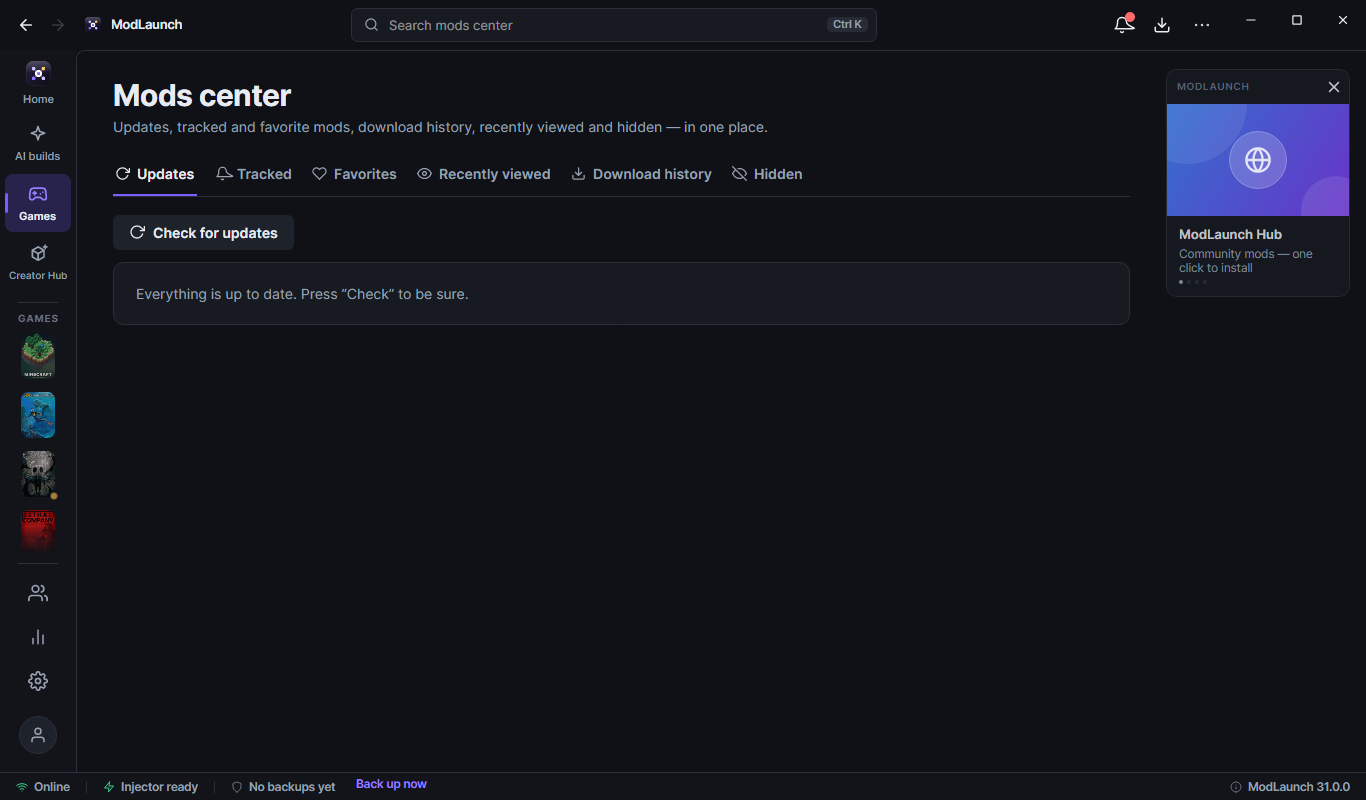 ModLaunch
Search mods center
Ctrl K
Home
AI builds
Games
Creator Hub
GAMES
MINECRAFT
LETHAL
COMPANY
Mods center
Updates, tracked and favorite mods, download history, recently viewed and hidden — in one place.
Updates
Tracked
Favorites
Recently viewed
Download history
Hidden
Check for updates
Everything is up to date. Press “Check” to be sure.
MODLAUNCH
ModLaunch Hub
Community mods — one
click to install
Online
Injector ready
No backups yet
Back up now
ModLaunch 31.0.0